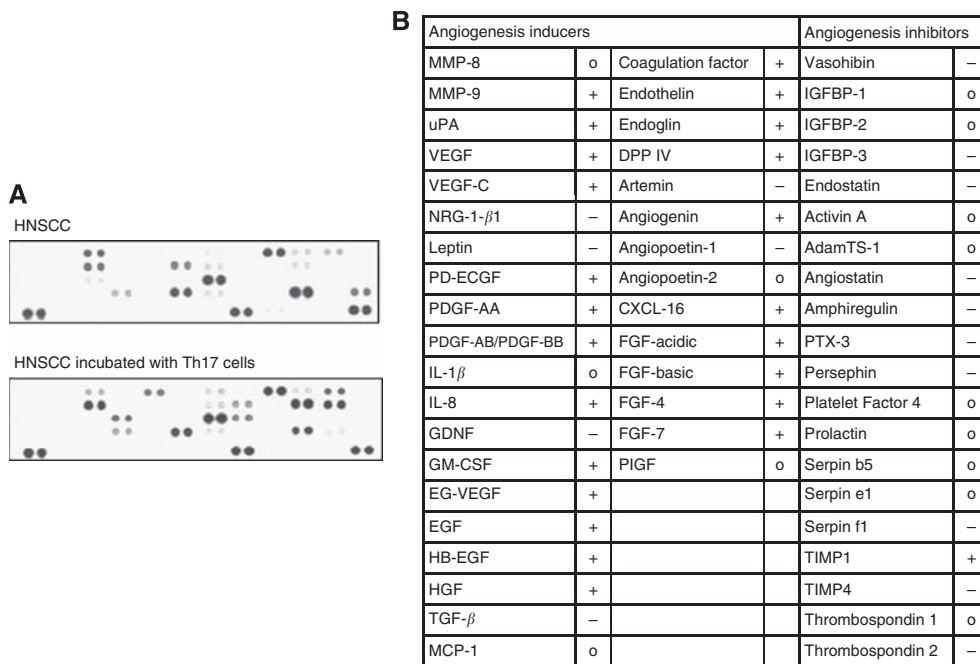 A
HNSCC
HNSCC incubated with Th17 cells
B
Angiogenesis inducers Angiogenesis inhibitors
MMP-8 o Coagulation factor + Vasohibin –
MMP-9 + Endothelin + IGFBP-1 o
uPA + Endoglin + IGFBP-2 o
VEGF + DPP IV + IGFBP-3 –
VEGF-C + Artemin – Endostatin –
NRG-1-β1 – Angiogenin + Activin A o
Leptin – Angiopoetin-1 – AdamTS-1 o
PD-ECGF + Angiopoetin-2 o Angiostatin –
PDGF-AA + CXCL-16 + Amphiregulin –
PDGF-AB/PDGF-BB + FGF-acidic + PTX-3 –
IL-1β o FGF-basic + Persephin –
IL-8 + FGF-4 + Platelet Factor 4 o
GDNF – FGF-7 + Prolactin o
GM-CSF + PIGF o Serpin b5 o
EG-VEGF + Serpin e1 o
EGF + Serpin f1 –
HB-EGF + TIMP1 +
HGF + TIMP4 –
TGF-β – Thrombospondin 1 o
MCP-1 o Thrombospondin 2 –